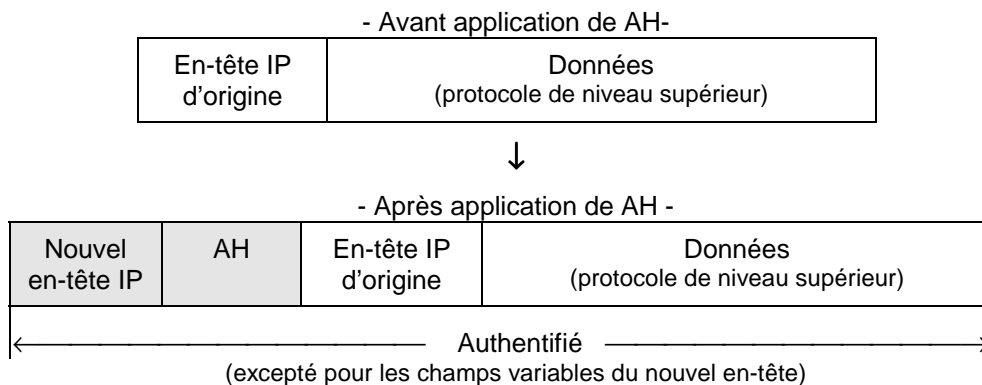 - Avant application de AH-
En-tête IP
d'origine
Données
(protocole de niveau supérieur)
- Après application de AH -
Nouvel
en-tête IP
AH
En-tête IP
d'origine
Données
(protocole de niveau supérieur)
Authentifié
(excepté pour les champs variables du nouvel en-tête)